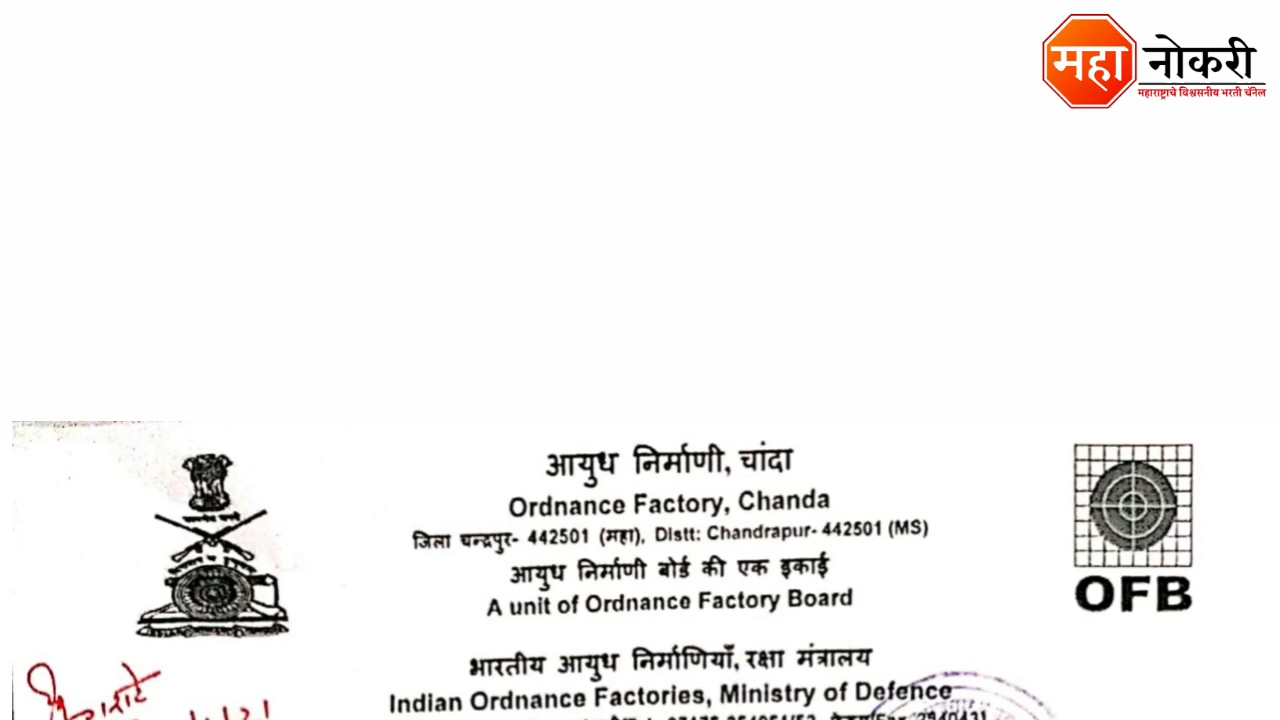 महा नोकरी
महाराष्ट्राचे विश्वसनीय भरती चॅनेल
आयुध निर्माणी, चांदा
Ordnance Factory, Chanda
जिला चन्द्रपुर- 442501 (महा), Distt: Chandrapur- 442501 (MS)
आयुध निर्माणी बोर्ड की एक इकाई
A unit of Ordnance Factory Board
OFB
भारतीय आयुध निर्माणियाँ, रक्षा मंत्रालय
Indian Ordnance Factories, Ministry of Defence